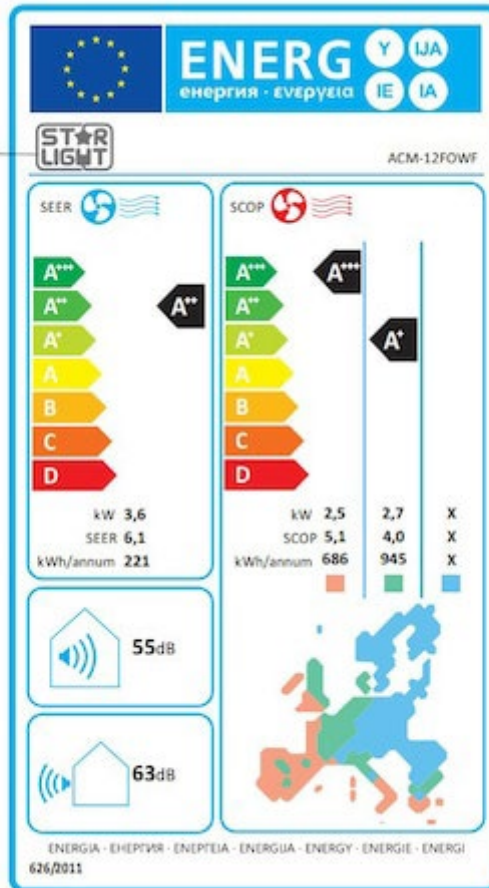 ENERG
енергия · ενεργεια
Y IJA
IE IA
STAR
LIGHT
ACM-12FOWF
SEER
A+++
A++
A+
A
B
C
D
A++
kW 3,6
SEER 6,1
kWh/annum 221
SCOP
A+++
A++
A+
A
B
C
D
A+++
A+
kW 2,5 2,7 X
SCOP 5,1 4,0 X
kWh/annum 686 945 X
55dB
63dB
ENERGIA · ЕНЕРГИЯ · ΕΝΕΡΓΕΙΑ · ENERGIJA · ENERGY · ENERGIE · ENERGI
626/2011